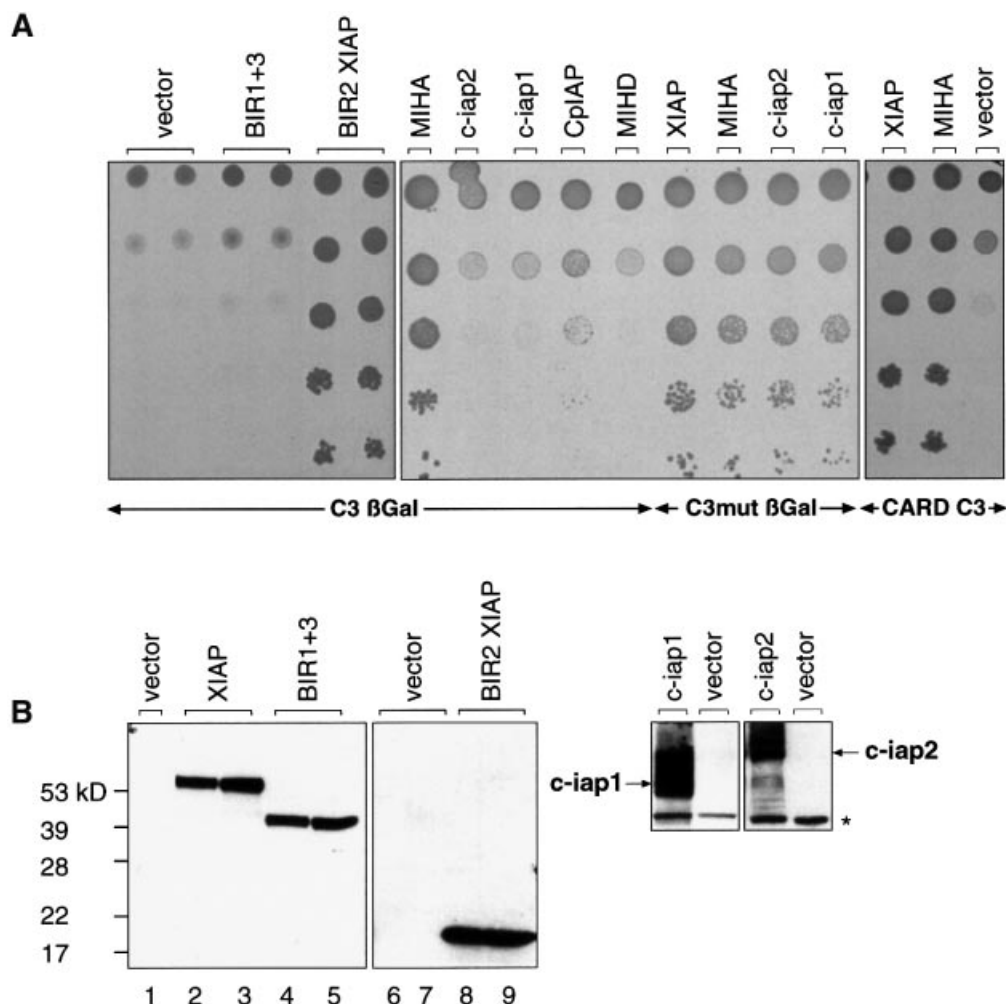 A
vector
BIR1+3
BIR2 XIAP
MIHA
c-iap2
c-iap1
CpIAP
MIHD
XIAP
MIHA
c-iap2
c-iap1
XIAP
MIHA
vector
C3 βGal
C3mut βGal
CARD C3
B
vector
XIAP
BIR1+3
vector
BIR2 XIAP
c-iap1
vector
c-iap2
vector
53 kD
39
28
22
17
c-iap1
c-iap2
*
1 2 3 4 5 6 7 8 9